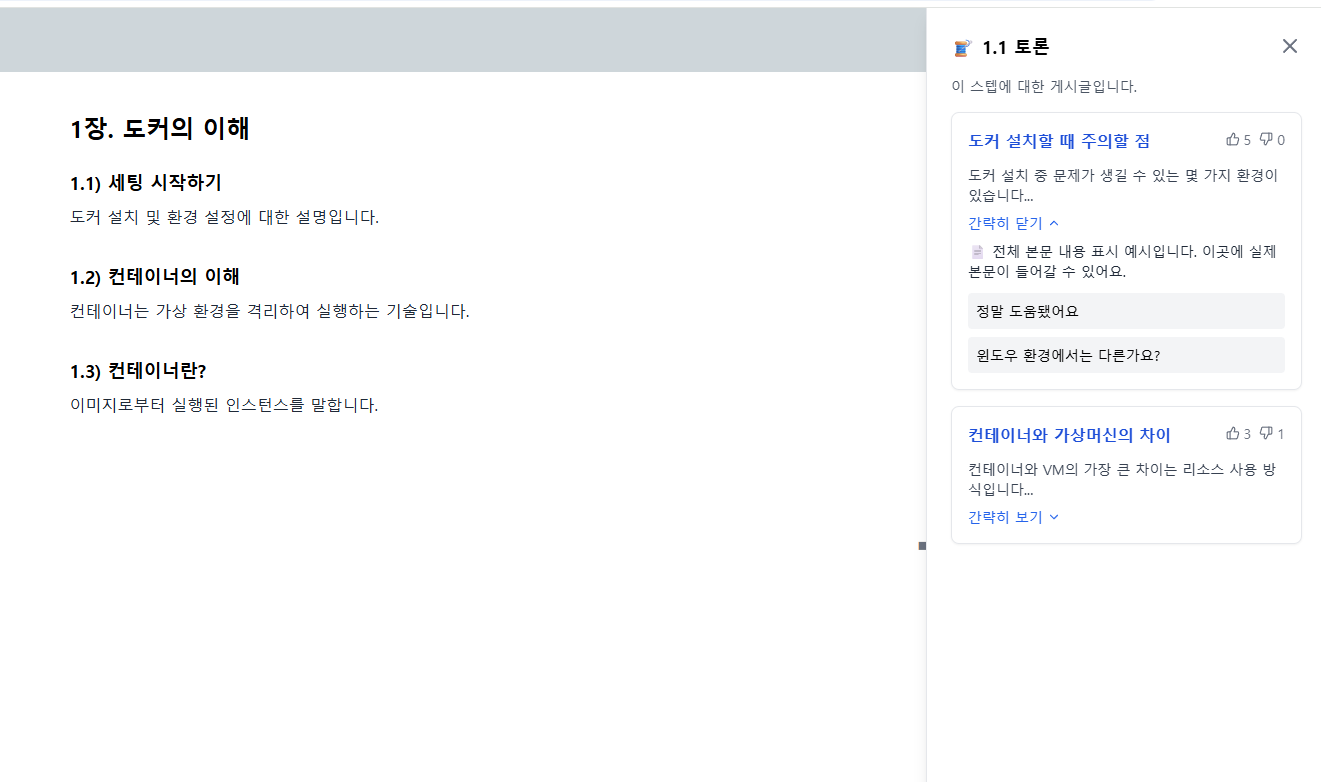 1장. 도커의 이해
1.1) 세팅 시작하기
도커 설치 및 환경 설정에 대한 설명입니다.
1.2) 컨테이너의 이해
컨테이너는 가상 환경을 격리하여 실행하는 기술입니다.
1.3) 컨테이너란?
이미지로부터 실행된 인스턴스를 말합니다.
1.1 토론
이 스텝에 대한 게시글입니다.
도커 설치할 때 주의할 점 5 0
도커 설치 중 문제가 생길 수 있는 몇 가지 환경이
있습니다...
간략히 닫기
전체 본문 내용 표시 예시입니다. 이곳에 실제
본문이 들어갈 수 있어요.
정말 도움됐어요
윈도우 환경에서는 다른가요?
컨테이너와 가상머신의 차이 3 1
컨테이너와 VM의 가장 큰 차이는 리소스 사용 방
식입니다...
간략히 보기